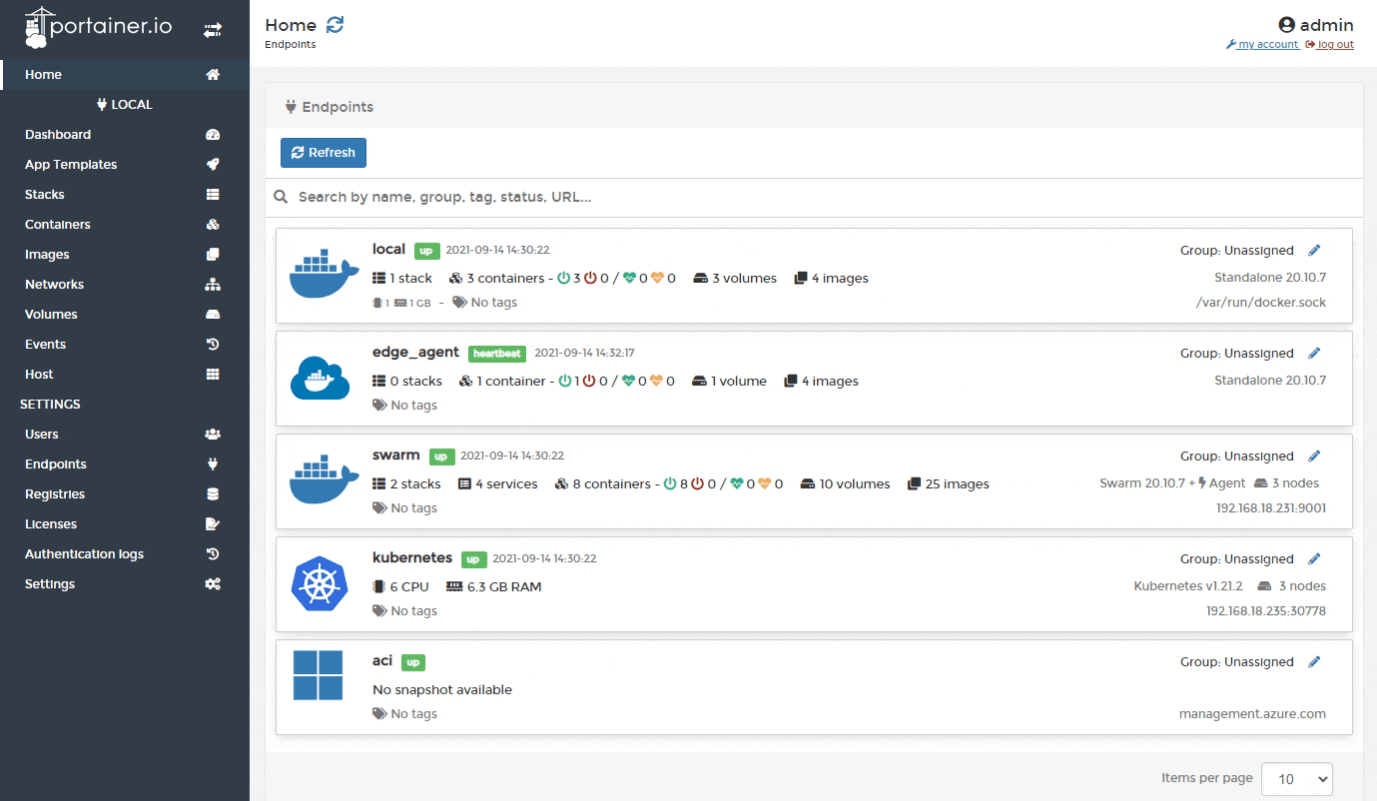 portainer.io
Home
LOCAL
Dashboard
App Templates
Stacks
Containers
Images
Networks
Volumes
Events
Host
SETTINGS
Users
Endpoints
Registries
Licenses
Authentication logs
Settings
Home
Endpoints
admin
my account log out
Endpoints
Refresh
Search by name, group, tag, status, URL...
local up 2021-09-14 14:30:22 Group: Unassigned
1 stack 3 containers - 3 0 / 0 0 3 volumes 4 images Standalone 20.10.7
1 1 GB - No tags /var/run/docker.sock
edge_agent heartbeat 2021-09-14 14:32:17 Group: Unassigned
0 stacks 1 container - 1 0 / 0 0 1 volume 4 images Standalone 20.10.7
No tags
swarm up 2021-09-14 14:30:22 Group: Unassigned
2 stacks 4 services 8 containers - 8 0 / 0 0 10 volumes 25 images Swarm 20.10.7 + Agent 3 nodes
No tags 192.168.18.231:9001
kubernetes up 2021-09-14 14:30:22 Group: Unassigned
6 CPU 6.3 GB RAM Kubernetes v1.21.2 3 nodes
No tags 192.168.18.235:30778
aci up Group: Unassigned
No snapshot available
No tags management.azure.com
Items per page 10